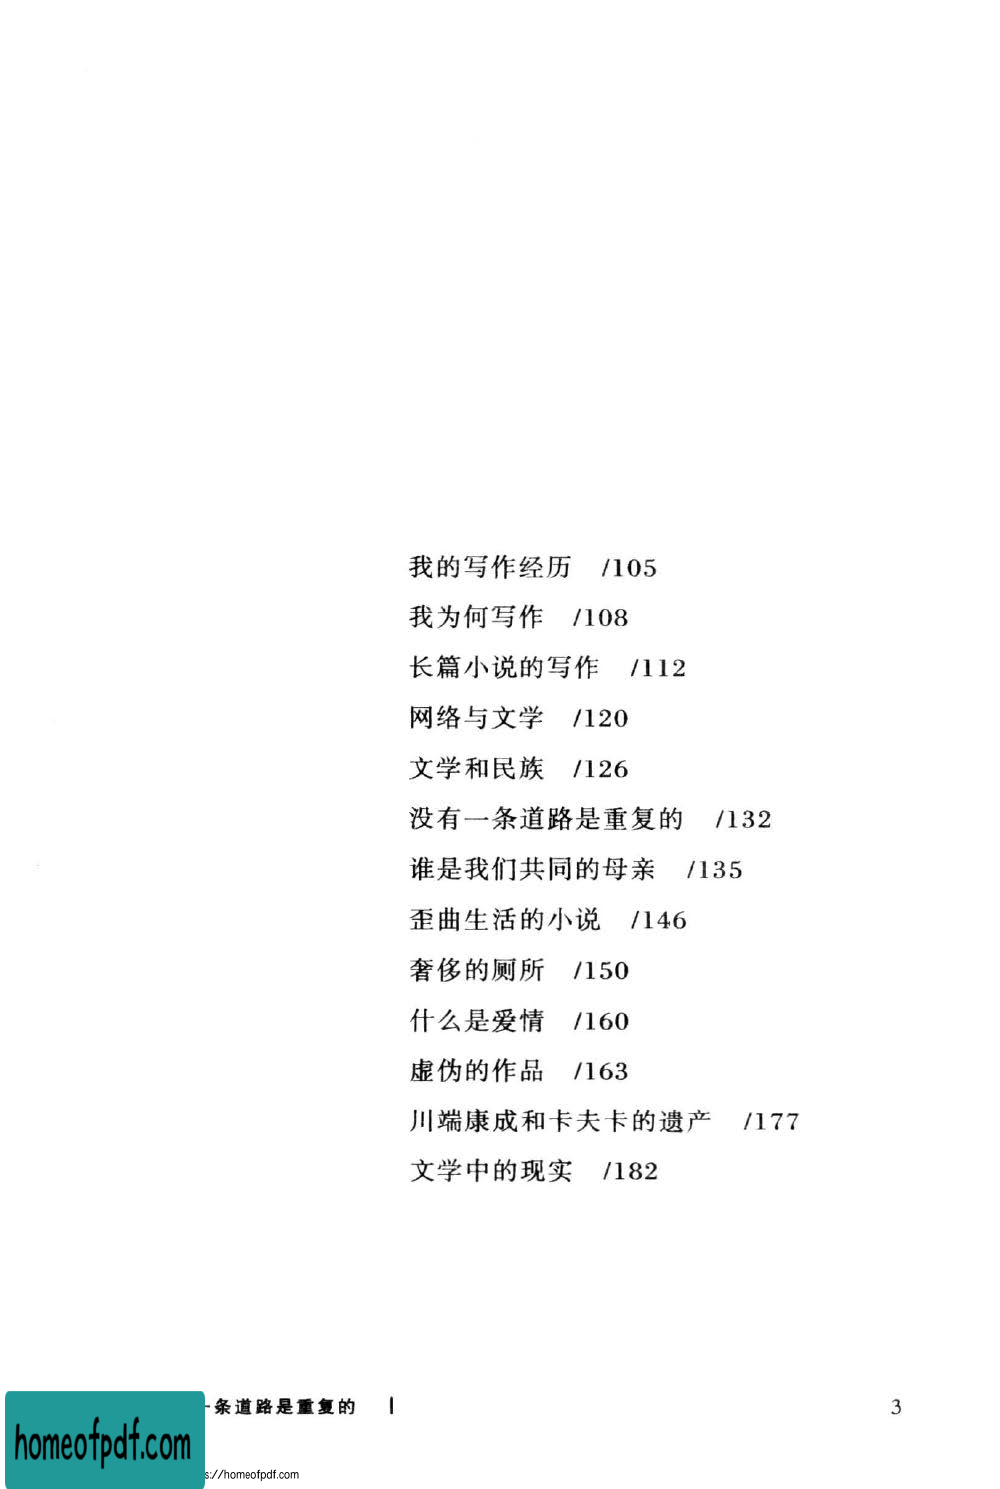 我的写作经历 /105
我为何写作 /108
长篇小说的写作 /112
网络与文学 /120
文学和民族 /126
没有一条道路是重复的 /132
谁是我们共同的母亲 /135
歪曲生活的小说 /146
奢侈的厕所 /150
什么是爱情 /160
虚伪的作品 /163
川端康成和卡夫卡的遗产 /177
文学中的现实 /182
一条道路是重复的 | 3
homeofpdf.com
s://homeofpdf.com